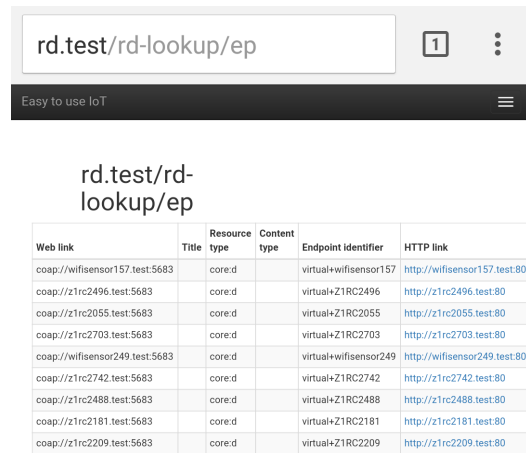 rd.test/rd-lookup/ep 1
Easy to use IoT
rd.test/rd-
lookup/ep
Web link Title Resource type Content type Endpoint identifier HTTP link
coap://wifisensor157.test:5683 core:d virtual+wifisensor157 http://wifisensor157.test:80
coap://z1rc2496.test:5683 core:d virtual+Z1RC2496 http://z1rc2496.test:80
coap://z1rc2055.test:5683 core:d virtual+Z1RC2055 http://z1rc2055.test:80
coap://z1rc2703.test:5683 core:d virtual+Z1RC2703 http://z1rc2703.test:80
coap://wifisensor249.test:5683 core:d virtual+wifisensor249 http://wifisensor249.test:80
coap://z1rc2742.test:5683 core:d virtual+Z1RC2742 http://z1rc2742.test:80
coap://z1rc2488.test:5683 core:d virtual+Z1RC2488 http://z1rc2488.test:80
coap://z1rc2181.test:5683 core:d virtual+Z1RC2181 http://z1rc2181.test:80
coap://z1rc2209.test:5683 core:d virtual+Z1RC2209 http://z1rc2209.test:80